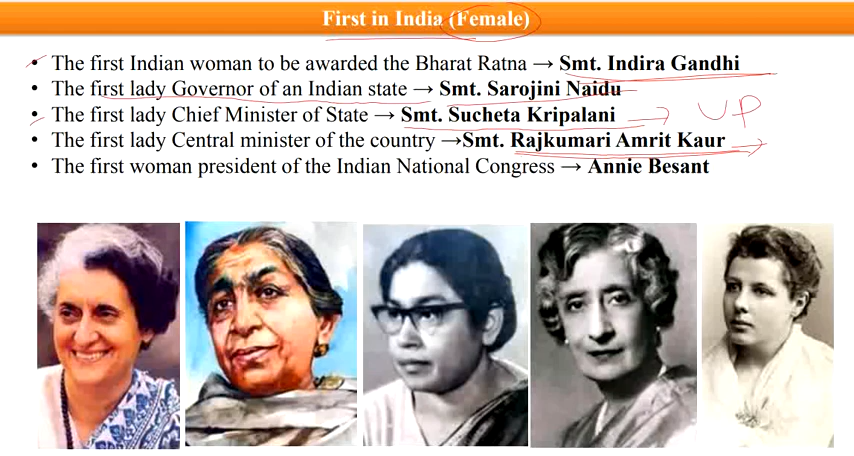 First in India (Female)
• The first Indian woman to be awarded the Bharat Ratna → Smt. Indira Gandhi
• The first lady Governor of an Indian state → Smt. Sarojini Naidu
• The first lady Chief Minister of State → Smt. Sucheta Kripalani → UP
• The first lady Central minister of the country →Smt. Rajkumari Amrit Kaur
• The first woman president of the Indian National Congress → Annie Besant